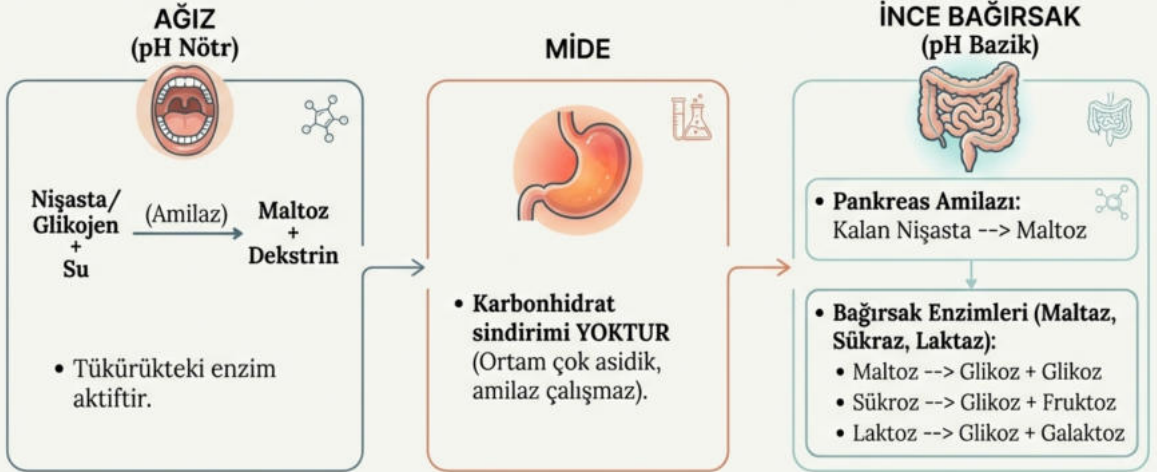 AĞIZ
(pH Nötr)
Nişasta/
Glikojen
+
Su
(Amilaz)
Maltoz
+
Dekstrin
• Tükürükteki enzim
aktiftir.
MİDE
• Karbonhidrat
sindirimi YOKTUR
(Ortam çok asidik,
amilaz çalışmaz).
İNCE BAĞIRSAK
(pH Bazik)
• Pankreas Amilazı:
Kalan Nişasta --> Maltoz
• Bağırsak Enzimleri (Maltaz,
Sükraz, Laktaz):
• Maltoz --> Glikoz + Glikoz
• Sükroz --> Glikoz + Fruktoz
• Laktoz --> Glikoz + Galaktoz